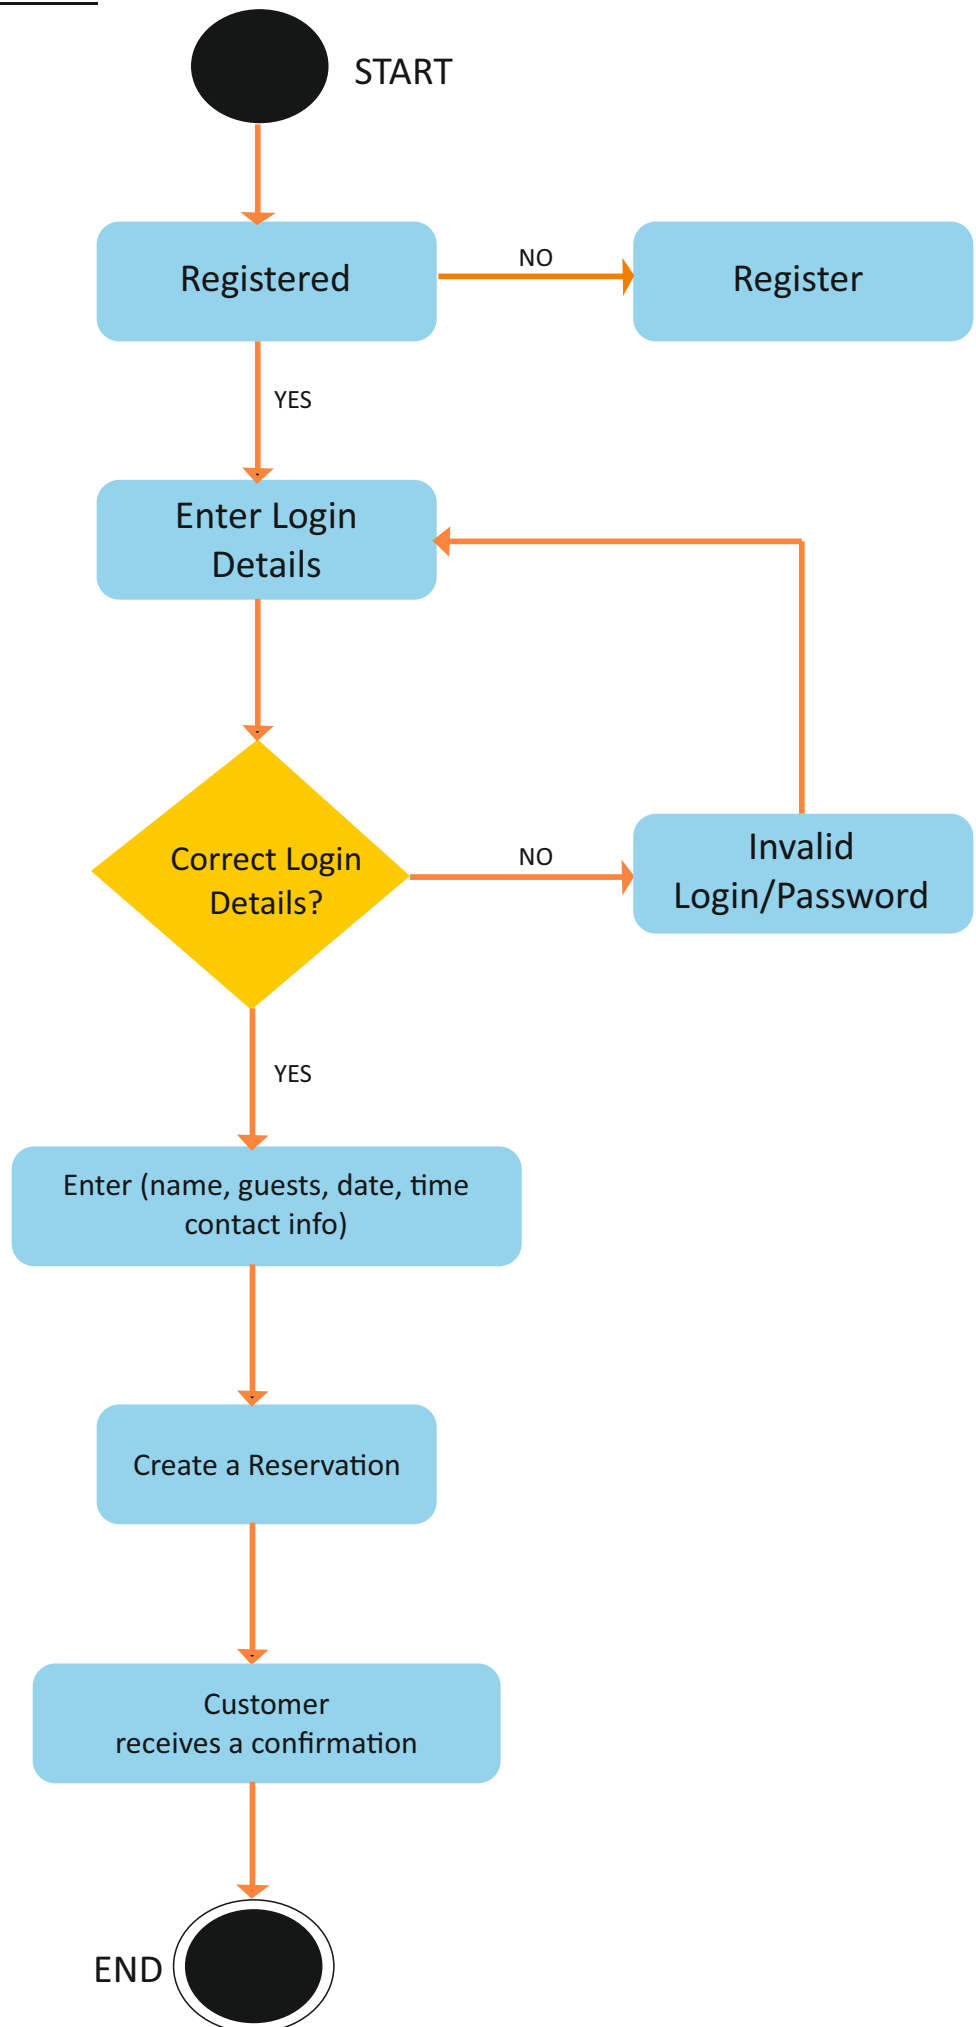 START
Registered
NO
Register
YES
Enter Login
Details
Correct Login
Details?
NO
Invalid
Login/Password
YES
Enter (name, guests, date, time
contact info)
Create a Reservation
Customer
receives a confirmation
END